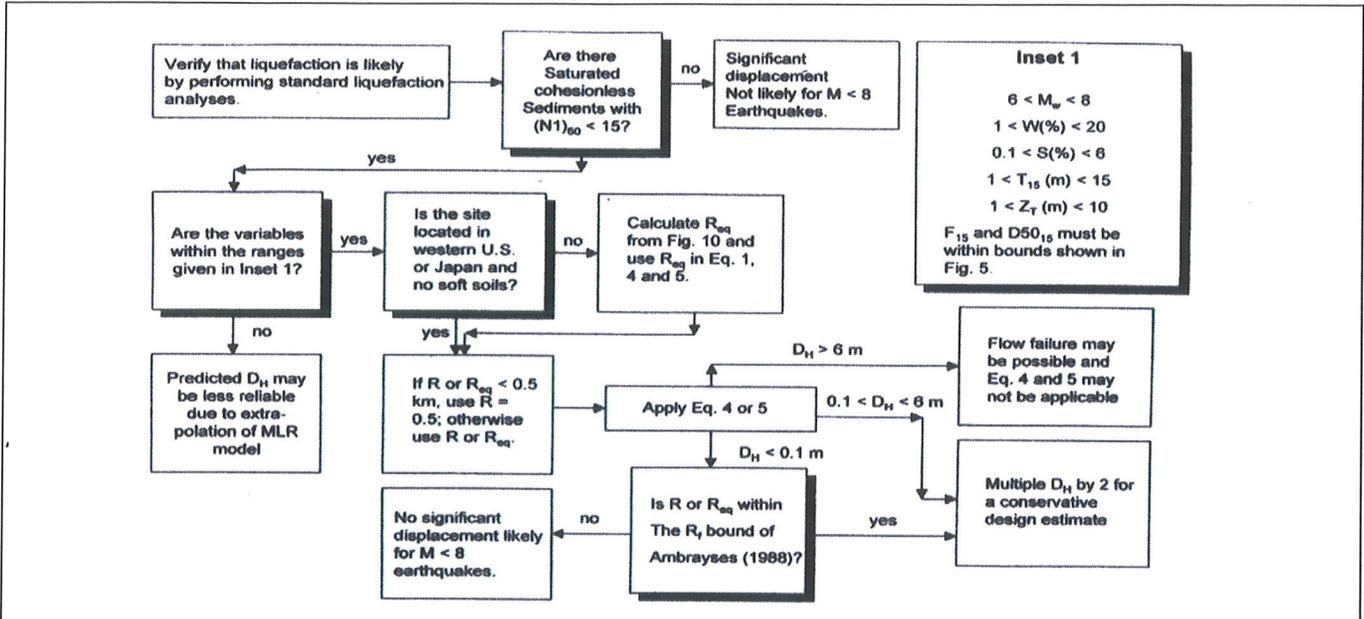 Verify that liquefaction is likely
by performing standard liquefaction
analyses.
Are there
Saturated
cohesionless
Sediments with
(N1)60 < 15?
no
Significant
displacement
Not likely for M < 8
Earthquakes.
Inset 1
6 < Mw < 8
1 < W(%) < 20
0.1 < S(%) < 6
1 < T15 (m) < 15
1 < ZT (m) < 10
F15 and D5015 must be
within bounds shown in
Fig. 5.
yes
Are the variables
within the ranges
given in Inset 1?
yes
Is the site
located in
western U.S.
or Japan and
no soft soils?
no
Calculate Req
from Fig. 10 and
use Req in Eq. 1,
4 and 5.
no
yes
Predicted DH may
be less reliable
due to extra-
polation of MLR
model
If R or Req < 0.5
km, use R =
0.5; otherwise
use R or Req.
Apply Eq. 4 or 5
DH > 6 m
Flow failure may
be possible and
Eq. 4 and 5 may
not be applicable
0.1 < DH < 6 m
DH < 0.1 m
Is R or Req within
The Rf bound of
Ambrayses (1988)?
no
No significant
displacement likely
for M < 8
earthquakes.
yes
Multiple DH by 2 for
a conservative
design estimate